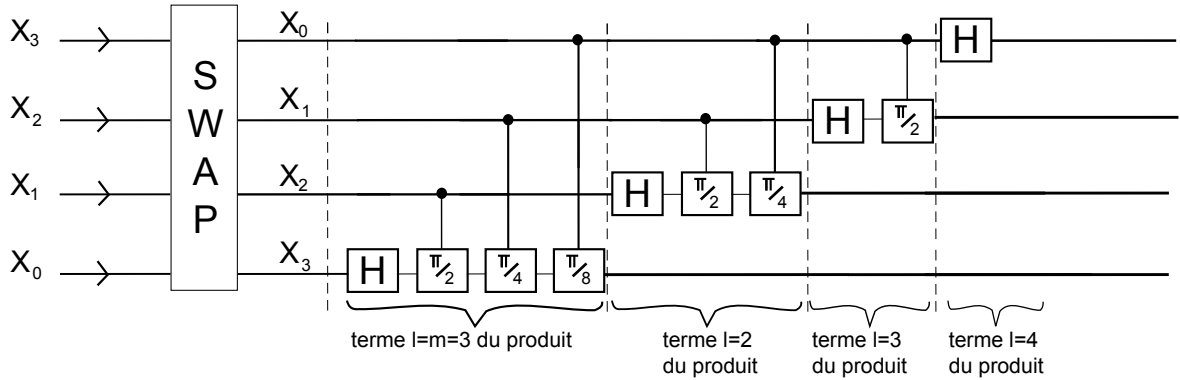 X3 X0 H
X2 S W A P X1 H π/2
X1 X2 H π/2 π/4
X0 X3 H π/2 π/4 π/8
terme l=m=3 du produit
terme l=2
du produit
terme l=3
du produit
terme l=4
du produit